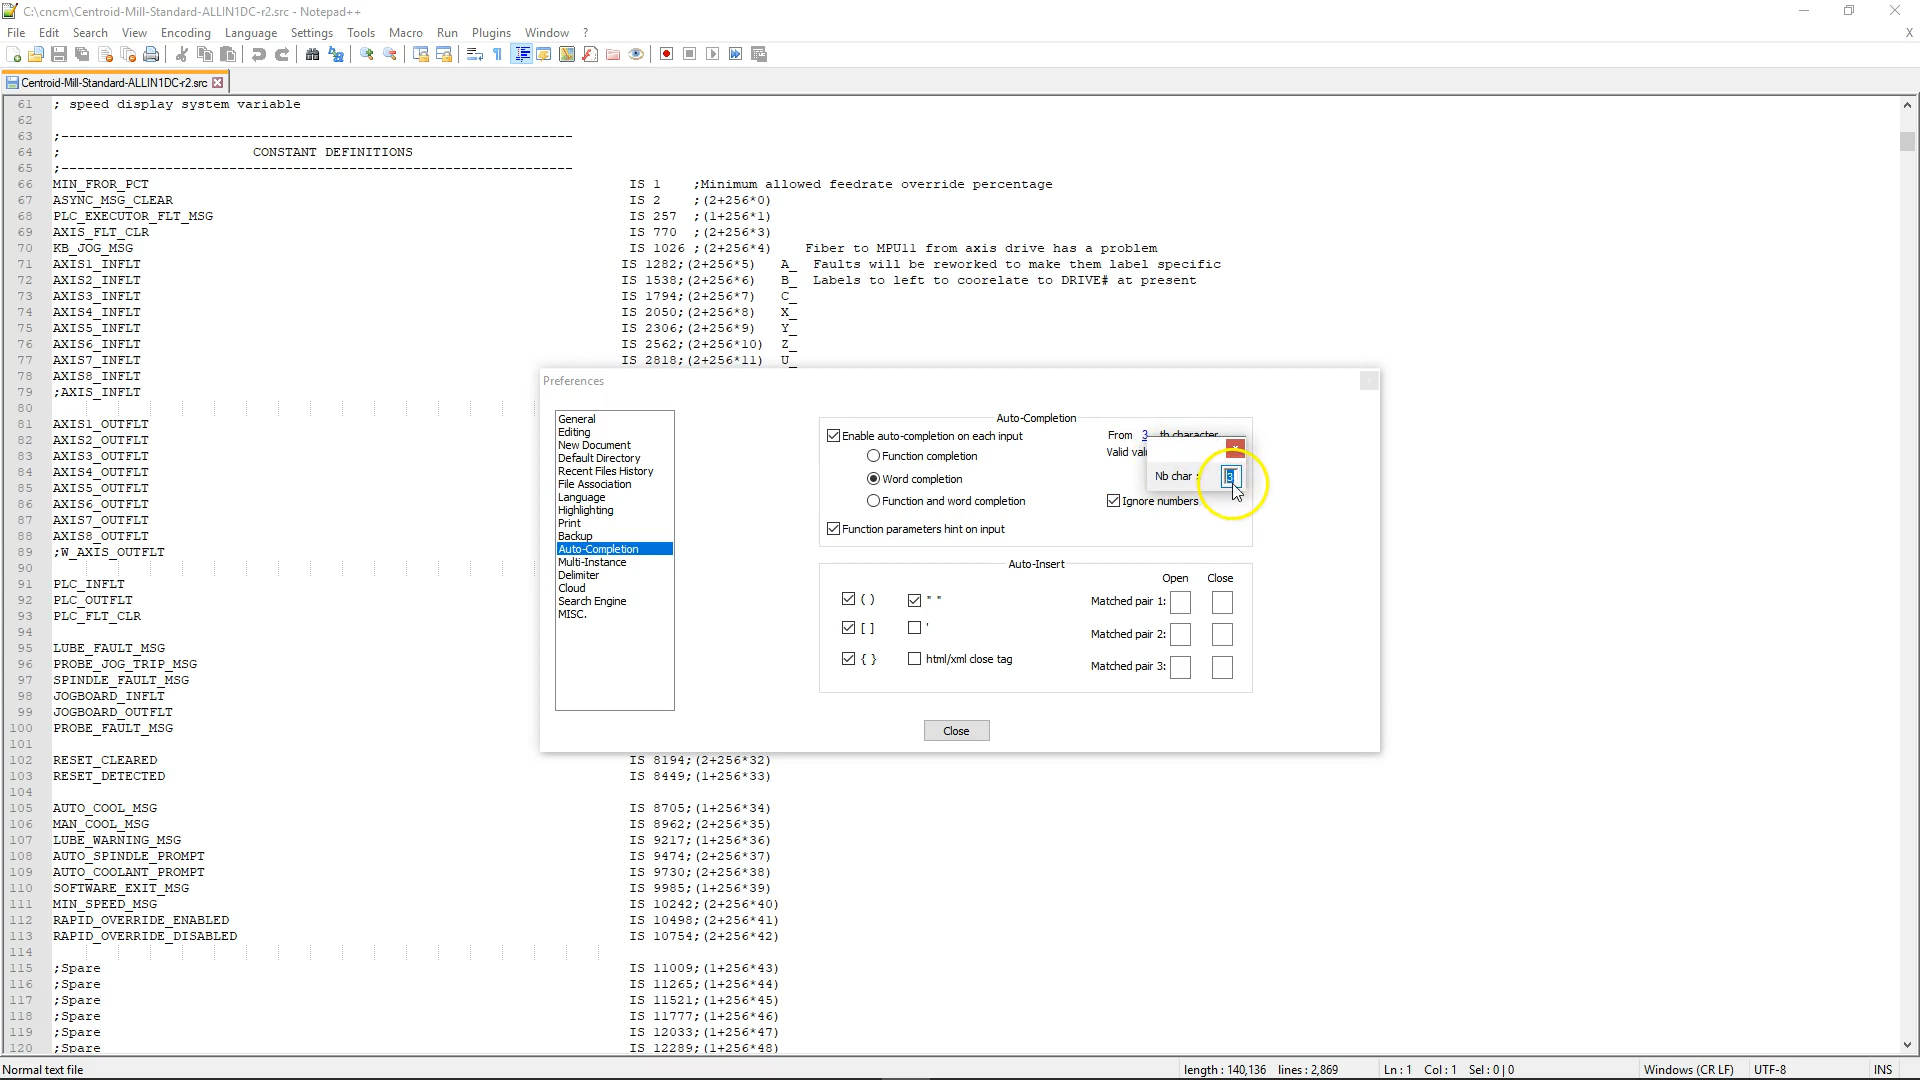 C:\cncm\Centroid-Mill-Standard-ALLIN1DC-r2.src - Notepad++
File Edit Search View Encoding Language Settings Tools Macro Run Plugins Window ? X
Centroid-Mill-Standard-ALLIN1DC-r2.src
61 ; speed display system variable
62
63 ;----------------------------------------------------------------
64 ; CONSTANT DEFINITIONS
65 ;----------------------------------------------------------------
66 MIN_FROR_PCT IS 1 ;Minimum allowed feedrate override percentage
67 ASYNC_MSG_CLEAR IS 2 ;(2+256*0)
68 PLC_EXECUTOR_FLT_MSG IS 257 ;(1+256*1)
69 AXIS_FLT_CLR IS 770 ;(2+256*3)
70 KB_JOG_MSG IS 1026 ;(2+256*4) Fiber to MPU11 from axis drive has a problem
71 AXIS1_INFLT IS 1282;(2+256*5) A_ Faults will be reworked to make them label specific
72 AXIS2_INFLT IS 1538;(2+256*6) B_ Labels to left to coorelate to DRIVE# at present
73 AXIS3_INFLT IS 1794;(2+256*7) C_
74 AXIS4_INFLT IS 2050;(2+256*8) X_
75 AXIS5_INFLT IS 2306;(2+256*9) Y_
76 AXIS6_INFLT IS 2562;(2+256*10) Z_
77 AXIS7_INFLT IS 2818;(2+256*11) U_
78 AXIS8_INFLT
79 ;AXIS_INFLT
80
81 AXIS1_OUTFLT
82 AXIS2_OUTFLT
83 AXIS3_OUTFLT
84 AXIS4_OUTFLT
85 AXIS5_OUTFLT
86 AXIS6_OUTFLT
87 AXIS7_OUTFLT
88 AXIS8_OUTFLT
89 ;W_AXIS_OUTFLT
90
91 PLC_INFLT
92 PLC_OUTFLT
93 PLC_FLT_CLR
94
95 LUBE_FAULT_MSG
96 PROBE_JOG_TRIP_MSG
97 SPINDLE_FAULT_MSG
98 JOGBOARD_INFLT
99 JOGBOARD_OUTFLT
100 PROBE_FAULT_MSG
101
102 RESET_CLEARED IS 8194;(2+256*32)
103 RESET_DETECTED IS 8449;(1+256*33)
104
105 AUTO_COOL_MSG IS 8705;(1+256*34)
106 MAN_COOL_MSG IS 8962;(2+256*35)
107 LUBE_WARNING_MSG IS 9217;(1+256*36)
108 AUTO_SPINDLE_PROMPT IS 9474;(2+256*37)
109 AUTO_COOLANT_PROMPT IS 9730;(2+256*38)
110 SOFTWARE_EXIT_MSG IS 9985;(1+256*39)
111 MIN_SPEED_MSG IS 10242;(2+256*40)
112 RAPID_OVERRIDE_ENABLED IS 10498;(2+256*41)
113 RAPID_OVERRIDE_DISABLED IS 10754;(2+256*42)
114
115 ;Spare IS 11009;(1+256*43)
116 ;Spare IS 11265;(1+256*44)
117 ;Spare IS 11521;(1+256*45)
118 ;Spare IS 11777;(1+256*46)
119 ;Spare IS 12033;(1+256*47)
120 ;Spare IS 12289;(1+256*48)
Preferences
General
Editing
New Document
Default Directory
Recent Files History
File Association
Language
Highlighting
Print
Backup
Auto-Completion
Multi-Instance
Delimiter
Cloud
Search Engine
MISC.
Auto-Completion
Enable auto-completion on each input
Function completion
Word completion
Function and word completion
Function parameters hint on input
From 3 th character
Valid
Nb char : 3
Ignore numbers
Auto-Insert
Open Close
( ) " " Matched pair 1:
[ ] ' Matched pair 2:
{ } html/xml close tag Matched pair 3:
Close
Normal text file length : 140,136 lines : 2,869 Ln : 1 Col : 1 Sel : 0 | 0 Windows (CR LF) UTF-8 INS